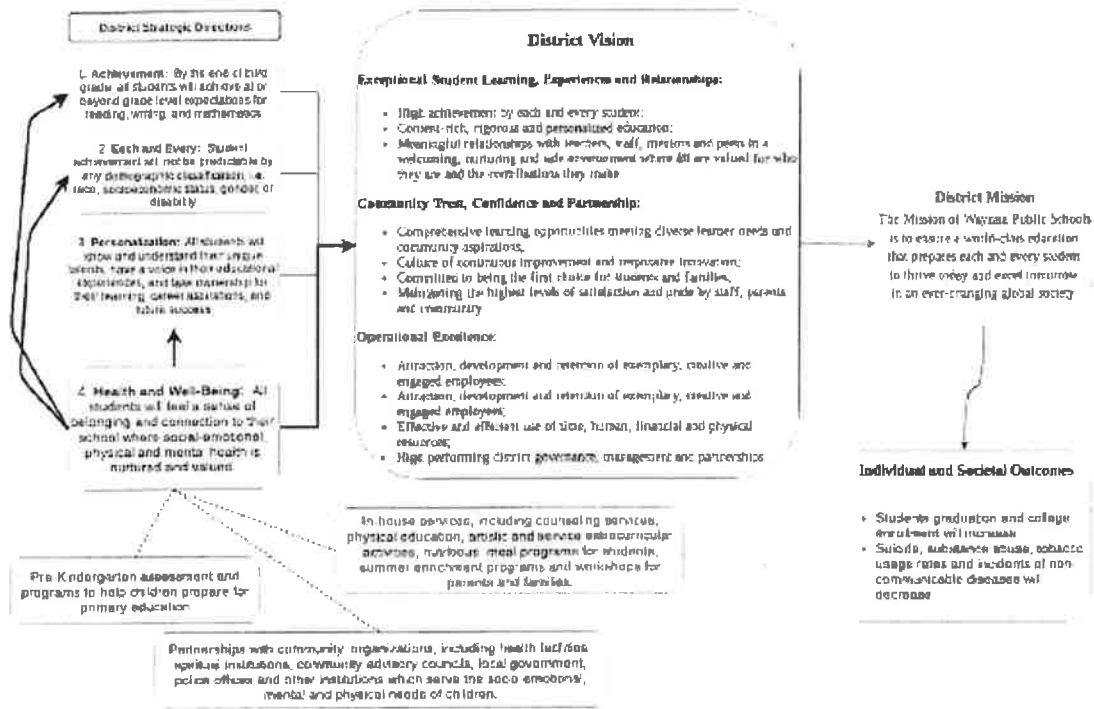 District Strategic Directions
1. Achievement: By the end of third
grade, all students will achieve at or
beyond grade level expectations for
reading, writing, and mathematics
2. Each and Every: Student
achievement will not be predictable by
any demographic classification, i.e.
race, socioeconomic status, gender, or
disability
3. Personalization: All students will
know and understand their unique
talents, have a voice in their educational
experiences, and take ownership for
their learning, career aspirations, and
future success
4. Health and Well-Being: All
students will feel a sense of
belonging and connection to their
school where social-emotional,
physical and mental health is
nurtured and valued
District Vision
Exceptional Student Learning, Experiences and Relationships:
• High achievement by each and every student;
• Content-rich, rigorous and personalized education;
• Meaningful relationships with teachers, staff, mentors and peers in a
welcoming, nurturing and safe environment where all are valued for who
they are and the contributions they make
Community Trust, Confidence and Partnership:
• Comprehensive learning opportunities meeting diverse learner needs and
community aspirations;
• Culture of continuous improvement and responsive innovation;
• Committed to being the first choice for students and families;
• Maintaining the highest levels of satisfaction and pride by staff, parents
and community
Operational Excellence:
• Attraction, development and retention of exemplary, creative and
engaged employees;
• Attraction, development and retention of exemplary, creative and
engaged employees;
• Effective and efficient use of time, human, financial and physical
resources;
• High performing district governance, management and partnerships
District Mission
The Mission of Wayzata Public Schools
is to ensure a world-class education
that prepares each and every student
to thrive today and excel tomorrow
in an ever-changing global society
Individual and Societal Outcomes
• Students graduation and college
enrollment will increase
• Suicide, substance abuse, tobacco
usage rates and incidents of non-
communicable diseases will
decrease
In-house services, including counseling services,
physical education, artistic and service extracurricular
activities, nutritious meal programs for students,
summer enrichment programs and workshops for
parents and families.
Pre-Kindergarten assessment and
programs to help children prepare for
primary education
Partnerships with community organizations, including health facilities
spiritual institutions, community advisory councils, local government,
police offices and other institutions which serve the socio emotional,
mental and physical needs of children.